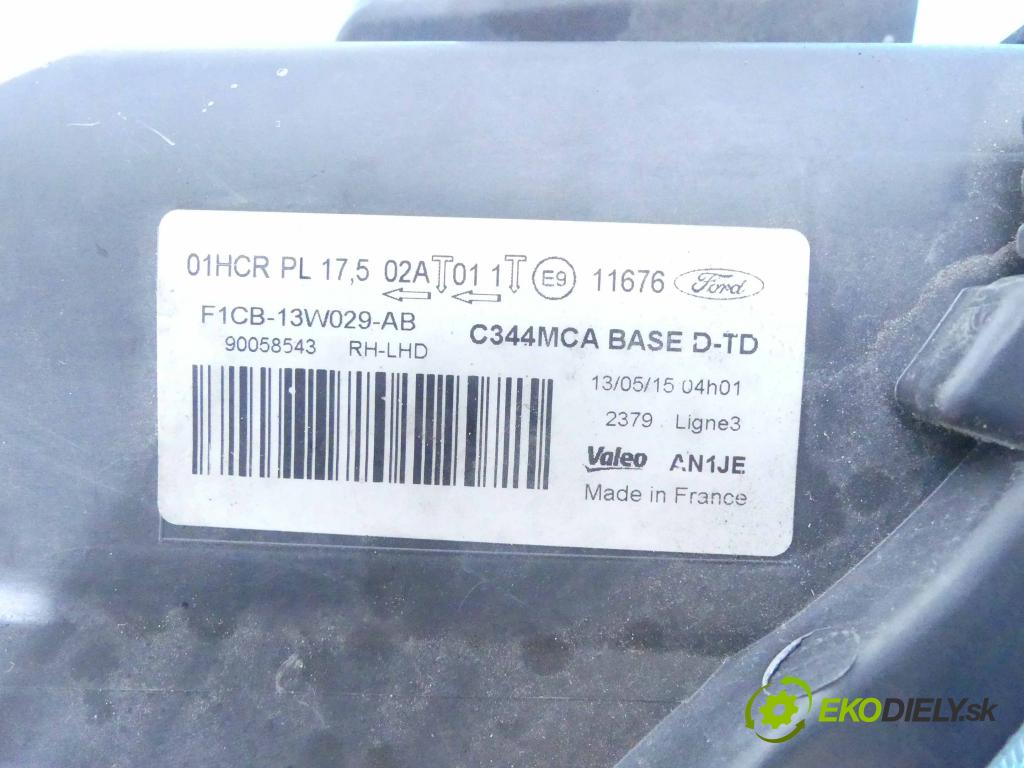 01HCR PL 17,5 02A T 01 1T E9 11676 Ford
F1CB-13W029-AB
C344MCA BASE D-TD
90058543 RH-LHD
13/05/15 04h01
2379 Ligne3
Valeo AN1JE
Made in France
EKODIELY.sk